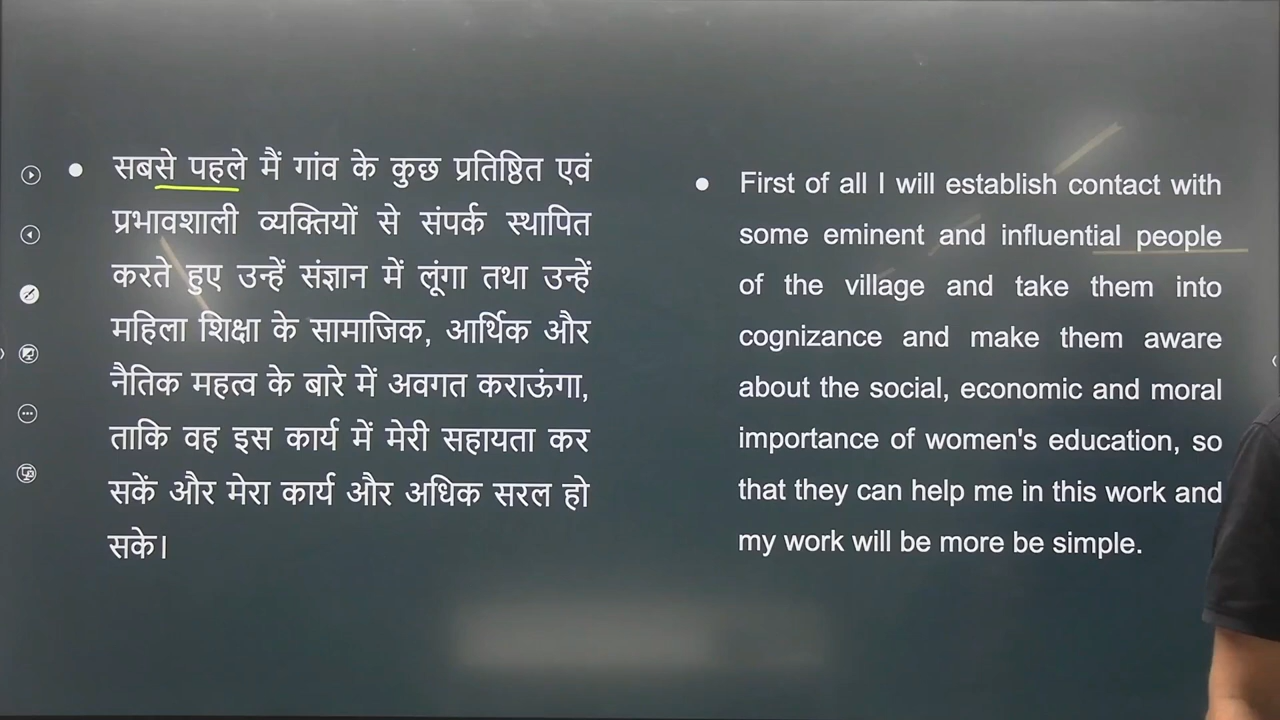 सबसे पहले मैं गांव के कुछ प्रतिष्ठित एवं
प्रभावशाली व्यक्तियों से संपर्क स्थापित
करते हुए उन्हें संज्ञान में लूंगा तथा उन्हें
महिला शिक्षा के सामाजिक, आर्थिक और
नैतिक महत्व के बारे में अवगत कराऊंगा,
ताकि वह इस कार्य में मेरी सहायता कर
सकें और मेरा कार्य और अधिक सरल हो
सके।
First of all I will establish contact with
some eminent and influential people
of the village and take them into
cognizance and make them aware
about the social, economic and moral
importance of women's education, so
that they can help me in this work and
my work will be more be simple.